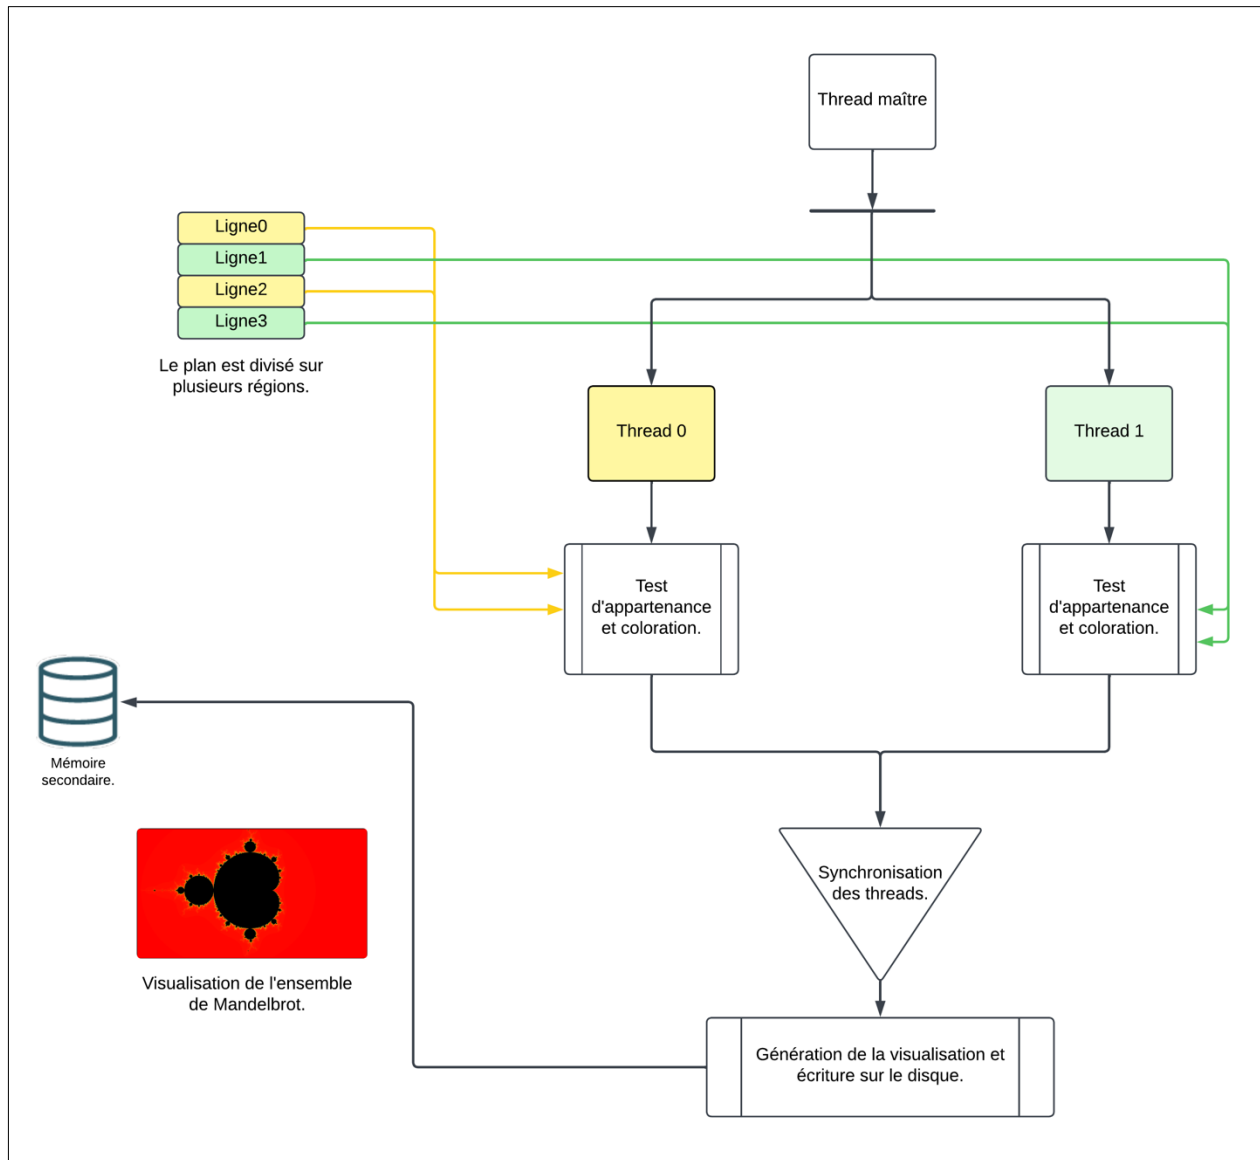 Thread maître
Ligne0
Ligne1
Ligne2
Ligne3
Le plan est divisé sur
plusieurs régions.
Thread 0
Thread 1
Test
d'appartenance
et coloration.
Test
d'appartenance
et coloration.
Mémoire
secondaire.
Synchronisation
des threads.
Visualisation de l'ensemble
de Mandelbrot.
Génération de la visualisation et
écriture sur le disque.